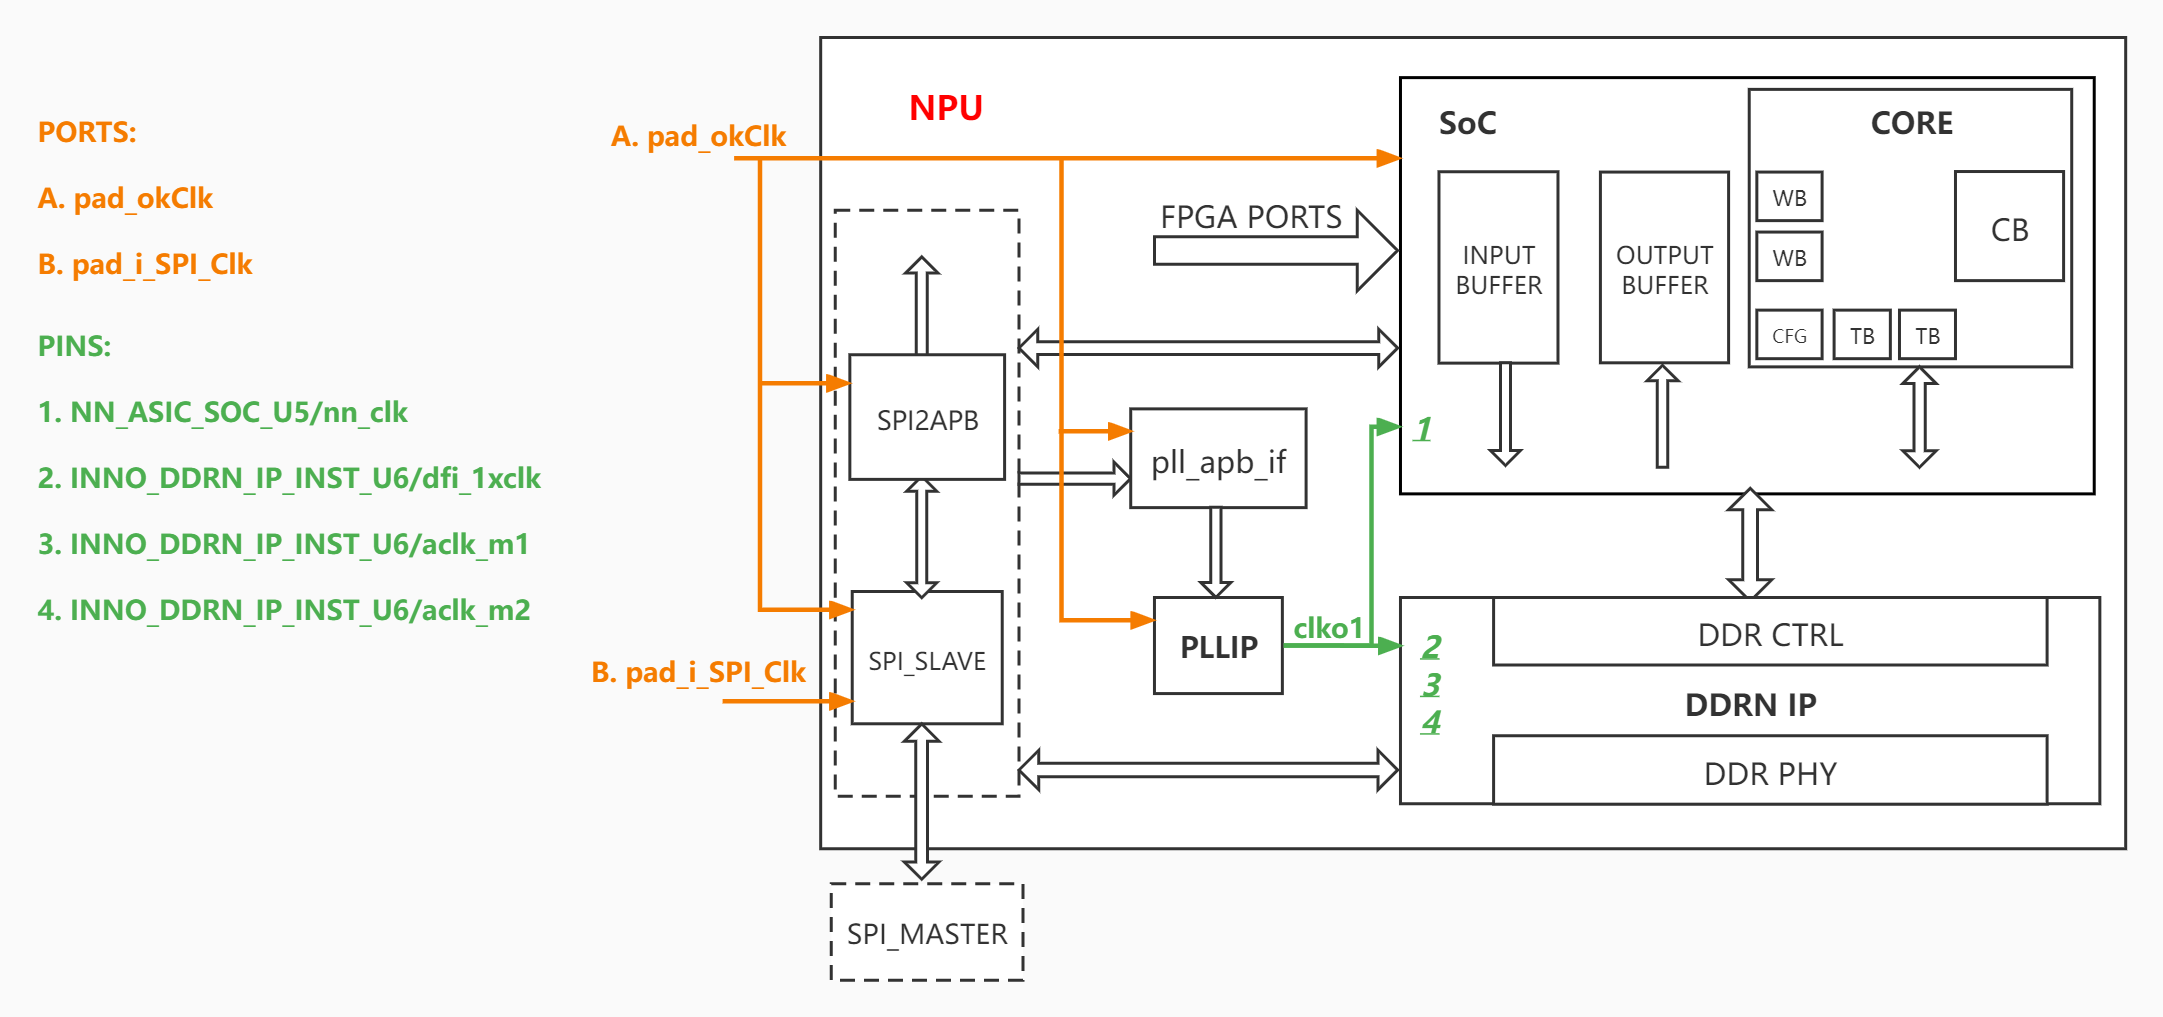 PORTS:
A. pad_okClk
B. pad_i_SPI_Clk
PINS:
1. NN_ASIC_SOC_U5/nn_clk
2. INNO_DDRN_IP_INST_U6/dfi_1xclk
3. INNO_DDRN_IP_INST_U6/aclk_m1
4. INNO_DDRN_IP_INST_U6/aclk_m2
NPU
A. pad_okClk
B. pad_i_SPI_Clk
SPI2APB
SPI_SLAVE
SPI_MASTER
FPGA PORTS
pll_apb_if
PLLIP
clko1
SoC
INPUT
BUFFER
OUTPUT
BUFFER
CORE
WB
WB
CB
CFG
TB
TB
1
2
3
4
DDR CTRL
DDRN IP
DDR PHY